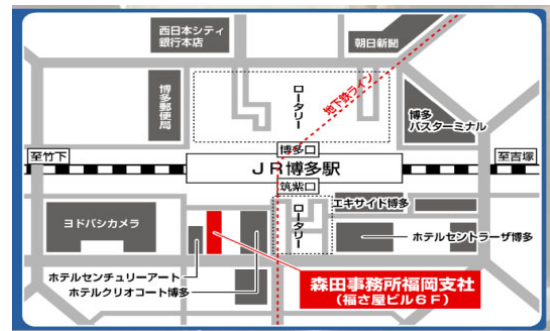 西日本シティ
銀行本店
朝日新聞
博多郵便局
ロータリー
地下鉄ライン
博多
バスターミナル
博多口
至竹下
JR博多駅
至吉塚
筑紫口
ロータリー
エキサイド博多
ヨドバシカメラ
ホテルセントラーザ博多
ホテルセンチュリーアート
ホテルクリオコート博多
森田事務所福岡支社
(福さ屋ビル6F)